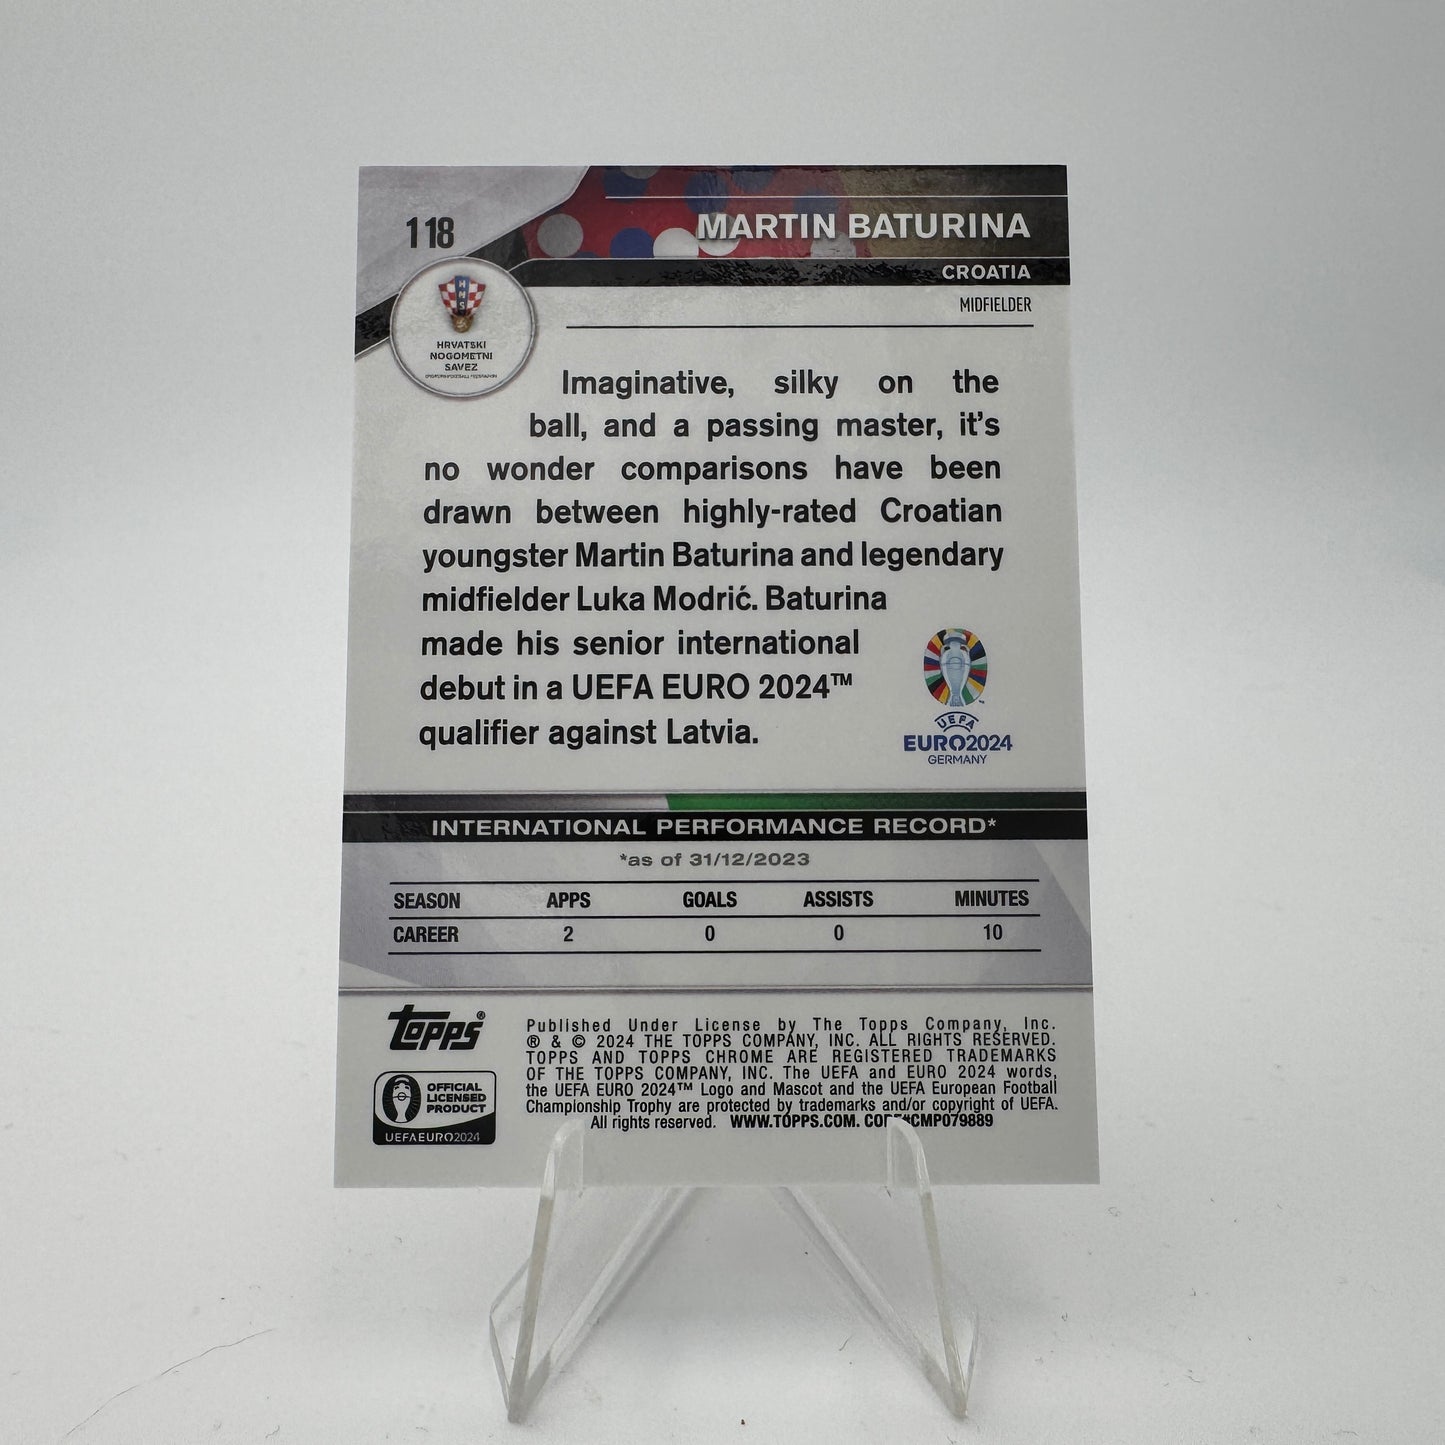 118
MARTIN BATURINA
CROATIA
MIDFIELDER
HNS
HRVATSKI
NOGOMETNI
SAVEZ
Imaginative, silky on the
ball, and a passing master, it's
no wonder comparisons have been
drawn between highly-rated Croatian
youngster Martin Baturina and legendary
midfielder Luka Modrić. Baturina
made his senior international
debut in a UEFA EURO 2024™
qualifier against Latvia.
UEFA
EURO2024
GERMANY
INTERNATIONAL PERFORMANCE RECORD*
*as of 31/12/2023
SEASON APPS GOALS ASSISTS MINUTES
CAREER 2 0 0 10
Topps®
OFFICIAL
LICENSED
PRODUCT
UEFAEURO2024
Published Under License by The Topps Company, Inc.
® & © 2024 THE TOPPS COMPANY, INC. ALL RIGHTS RESERVED.
TOPPS AND TOPPS CHROME ARE REGISTERED TRADEMARKS
OF THE TOPPS COMPANY, INC. The UEFA and EURO 2024 words,
the UEFA EURO 2024™ Logo and Mascot and the UEFA European Football
Championship Trophy are protected by trademarks and/or copyright of UEFA.
All rights reserved. WWW.TOPPS.COM. CODE#CMP079889